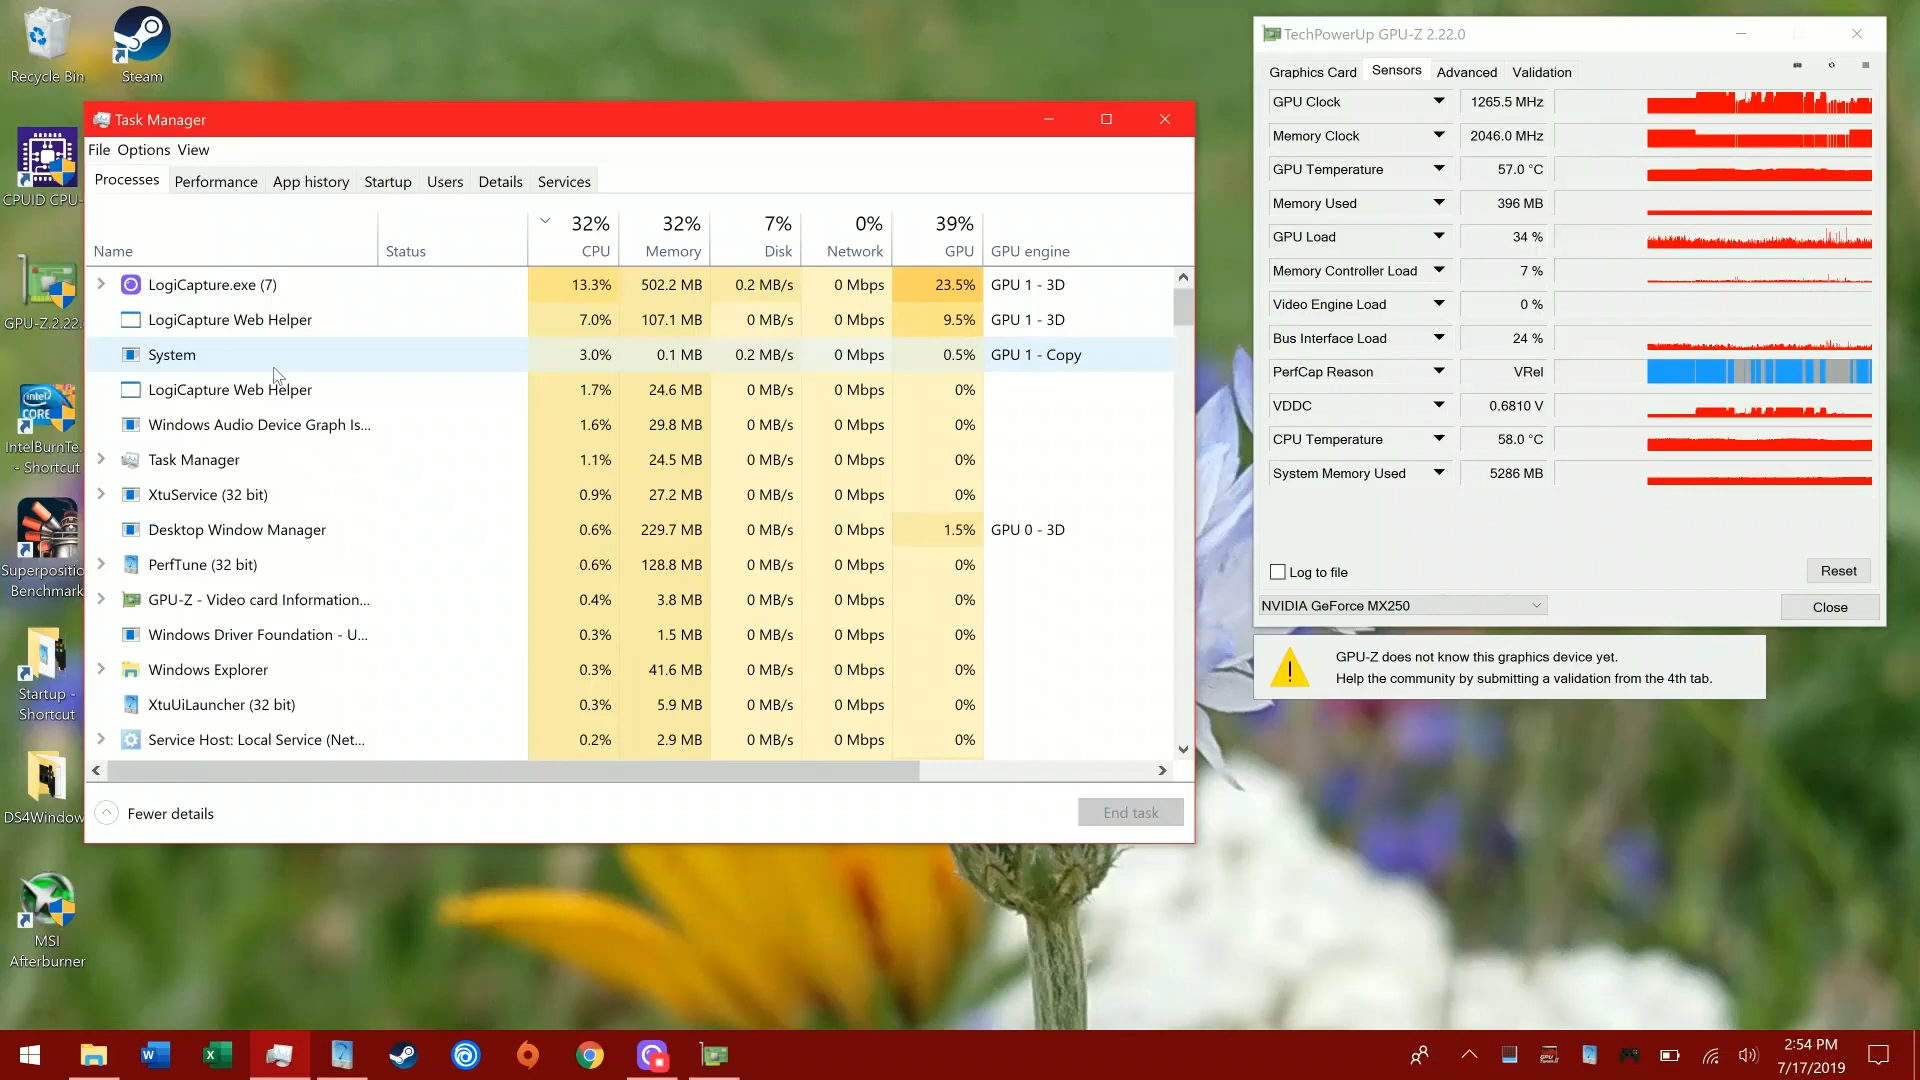 Recycle Bin
Steam
CPUID CPU-
GPU-Z.2.22.
intel
CORE
IntelBurnTe...
- Shortcut
Superposition
Benchmark
Startup -
Shortcut
DS4Window
MSI
Afterburner
Task Manager
File Options View
Processes Performance App history Startup Users Details Services
32% 32% 7% 0% 39%
Name Status CPU Memory Disk Network GPU GPU engine
LogiCapture.exe (7) 13.3% 502.2 MB 0.2 MB/s 0 Mbps 23.5% GPU 1 - 3D
LogiCapture Web Helper 7.0% 107.1 MB 0 MB/s 0 Mbps 9.5% GPU 1 - 3D
System 3.0% 0.1 MB 0.2 MB/s 0 Mbps 0.5% GPU 1 - Copy
LogiCapture Web Helper 1.7% 24.6 MB 0 MB/s 0 Mbps 0%
Windows Audio Device Graph Is... 1.6% 29.8 MB 0 MB/s 0 Mbps 0%
Task Manager 1.1% 24.5 MB 0 MB/s 0 Mbps 0%
XtuService (32 bit) 0.9% 27.2 MB 0 MB/s 0 Mbps 0%
Desktop Window Manager 0.6% 229.7 MB 0 MB/s 0 Mbps 1.5% GPU 0 - 3D
PerfTune (32 bit) 0.6% 128.8 MB 0 MB/s 0 Mbps 0%
GPU-Z - Video card Information... 0.4% 3.8 MB 0 MB/s 0 Mbps 0%
Windows Driver Foundation - U... 0.3% 1.5 MB 0 MB/s 0 Mbps 0%
Windows Explorer 0.3% 41.6 MB 0 MB/s 0 Mbps 0%
XtuUiLauncher (32 bit) 0.3% 5.9 MB 0 MB/s 0 Mbps 0%
Service Host: Local Service (Net... 0.2% 2.9 MB 0 MB/s 0 Mbps 0%
Fewer details End task
TechPowerUp GPU-Z 2.22.0
Graphics Card Sensors Advanced Validation
GPU Clock 1265.5 MHz
Memory Clock 2046.0 MHz
GPU Temperature 57.0 °C
Memory Used 396 MB
GPU Load 34 %
Memory Controller Load 7 %
Video Engine Load 0 %
Bus Interface Load 24 %
PerfCap Reason VRel
VDDC 0.6810 V
CPU Temperature 58.0 °C
System Memory Used 5286 MB
Log to file Reset
NVIDIA GeForce MX250 Close
GPU-Z does not know this graphics device yet.
Help the community by submitting a validation from the 4th tab.
2:54 PM
7/17/2019